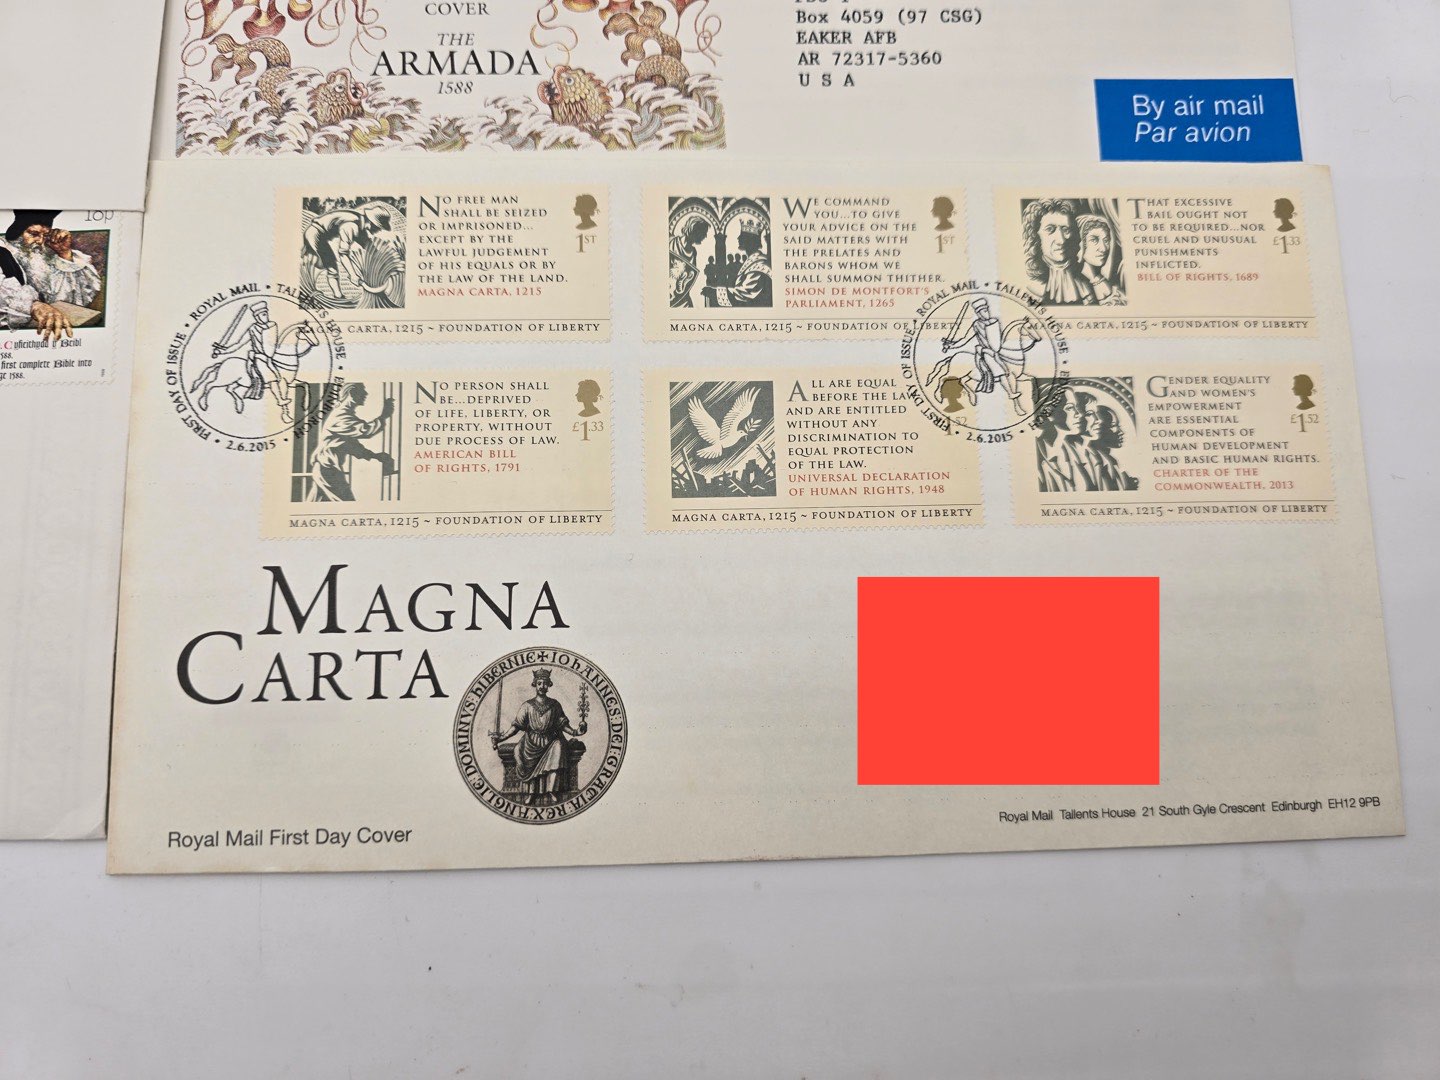 COVER
THE
ARMADA
1588
Box 4059 (97 CSG)
EAKER AFB
AR 72317-5360
U S A
By air mail
Par avion
18p
Cyfieithydd y Beibl
1588.
first complete Bible into
1588.
NO FREE MAN
SHALL BE SEIZED
OR IMPRISONED...
EXCEPT BY THE
LAWFUL JUDGEMENT
OF HIS EQUALS OR BY
THE LAW OF THE LAND.
MAGNA CARTA, 1215
1ST
MAGNA CARTA, 1215 ~ FOUNDATION OF LIBERTY
WE COMMAND
YOU...TO GIVE
YOUR ADVICE ON THE
SAID MATTERS WITH
THE PRELATES AND
BARONS WHOM WE
SHALL SUMMON THITHER.
SIMON DE MONTFORT'S
PARLIAMENT, 1265
1ST
MAGNA CARTA, 1215 ~ FOUNDATION OF LIBERTY
THAT EXCESSIVE
BAIL OUGHT NOT
TO BE REQUIRED...NOR
CRUEL AND UNUSUAL
PUNISHMENTS
INFLICTED.
BILL OF RIGHTS, 1689
£1.33
MAGNA CARTA, 1215 ~ FOUNDATION OF LIBERTY
FIRST DAY OF ISSUE • ROYAL MAIL • TALLENTS HOUSE • EDINBURGH • 2.6.2015
FIRST DAY OF ISSUE • ROYAL MAIL • TALLENTS HOUSE • EDINBURGH • 2.6.2015
NO PERSON SHALL
BE...DEPRIVED
OF LIFE, LIBERTY, OR
PROPERTY, WITHOUT
DUE PROCESS OF LAW.
AMERICAN BILL
OF RIGHTS, 1791
£1.33
MAGNA CARTA, 1215 ~ FOUNDATION OF LIBERTY
ALL ARE EQUAL
BEFORE THE LAW
AND ARE ENTITLED
WITHOUT ANY
DISCRIMINATION TO
EQUAL PROTECTION
OF THE LAW.
UNIVERSAL DECLARATION
OF HUMAN RIGHTS, 1948
MAGNA CARTA, 1215 ~ FOUNDATION OF LIBERTY
GENDER EQUALITY
AND WOMEN'S
EMPOWERMENT
ARE ESSENTIAL
COMPONENTS OF
HUMAN DEVELOPMENT
AND BASIC HUMAN RIGHTS.
CHARTER OF THE
COMMONWEALTH, 2013
£1.52
MAGNA CARTA, 1215 ~ FOUNDATION OF LIBERTY
MAGNA
CARTA
IOHANNES:DEI:GRACIA:REX:ANGLIE:DOMINVS:HIBERNIE
Royal Mail First Day Cover
Royal Mail Tallents House 21 South Gyle Crescent Edinburgh EH12 9PB